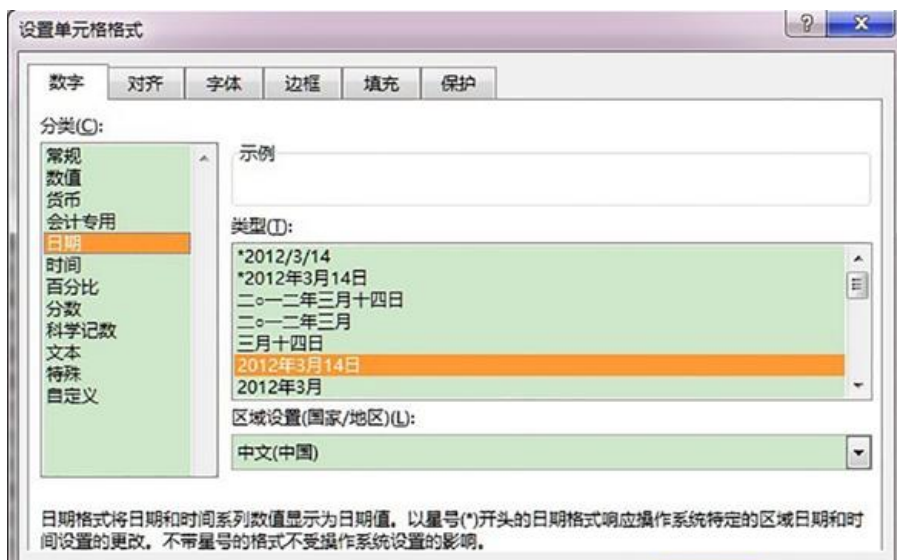 设置单元格格式
数字 对齐 字体 边框 填充 保护
分类(C):
常规
数值
货币
会计专用
日期
时间
百分比
分数
科学记数
文本
特殊
自定义
示例
类型(T):
*2012/3/14
*2012年3月14日
二○一二年三月十四日
二○一二年三月
三月十四日
2012年3月14日
2012年3月
区域设置(国家/地区)(L):
中文(中国)
日期格式将日期和时间系列数值显示为日期值。以星号(*)开头的日期格式响应操作系统特定的区域日期和时
间设置的更改。不带星号的格式不受操作系统设置的影响。